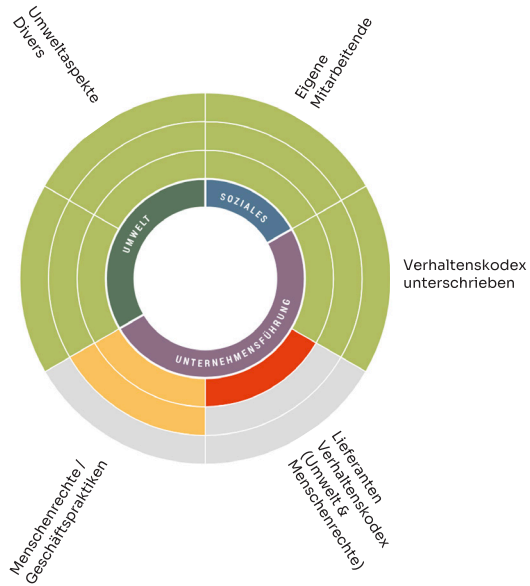 Umweltaspekte
Divers
Eigene
Mitarbeitende
SOZIALES
UMWELT
Verhaltenskodex
unterschrieben
UNTERNEHMENSFÜHRUNG
Lieferanten
Verhaltenskodex
(Umwelt &
Menschenrechte)
Menschenrechte /
Geschäftspraktiken